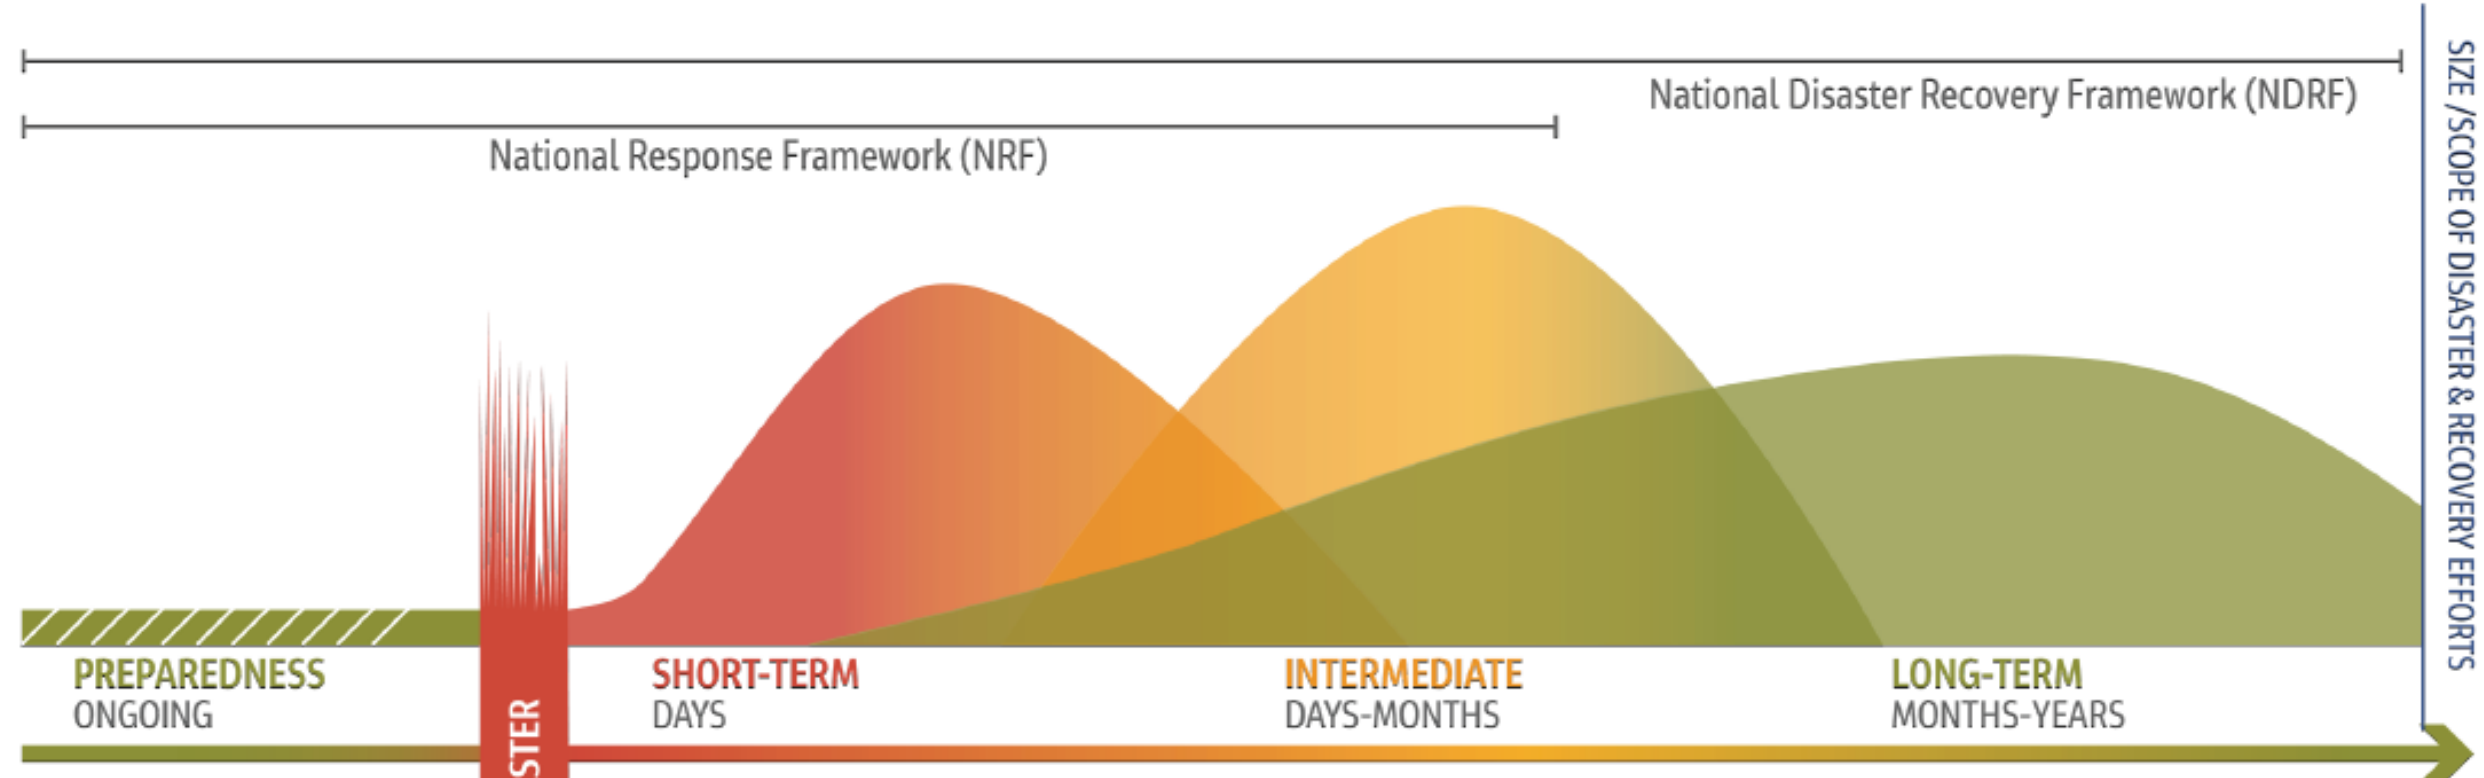 National Disaster Recovery Framework (NDRF)
National Response Framework (NRF)
SIZE /SCOPE OF DISASTER & RECOVERY EFFORTS
PREPAREDNESS
ONGOING
STER
SHORT-TERM
DAYS
INTERMEDIATE
DAYS-MONTHS
LONG-TERM
MONTHS-YEARS